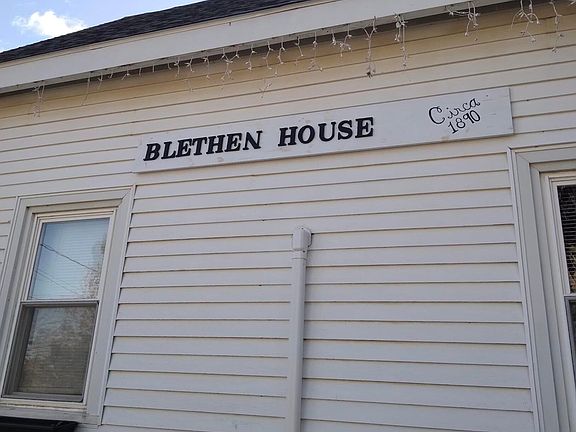 BLETHEN HOUSE
Circa
1890